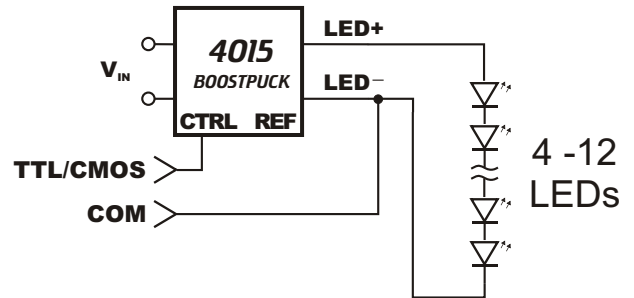 LED+
4015
BOOSTPUCK
VIN
LED–
CTRL REF
TTL/CMOS
COM
4 -12
LEDs